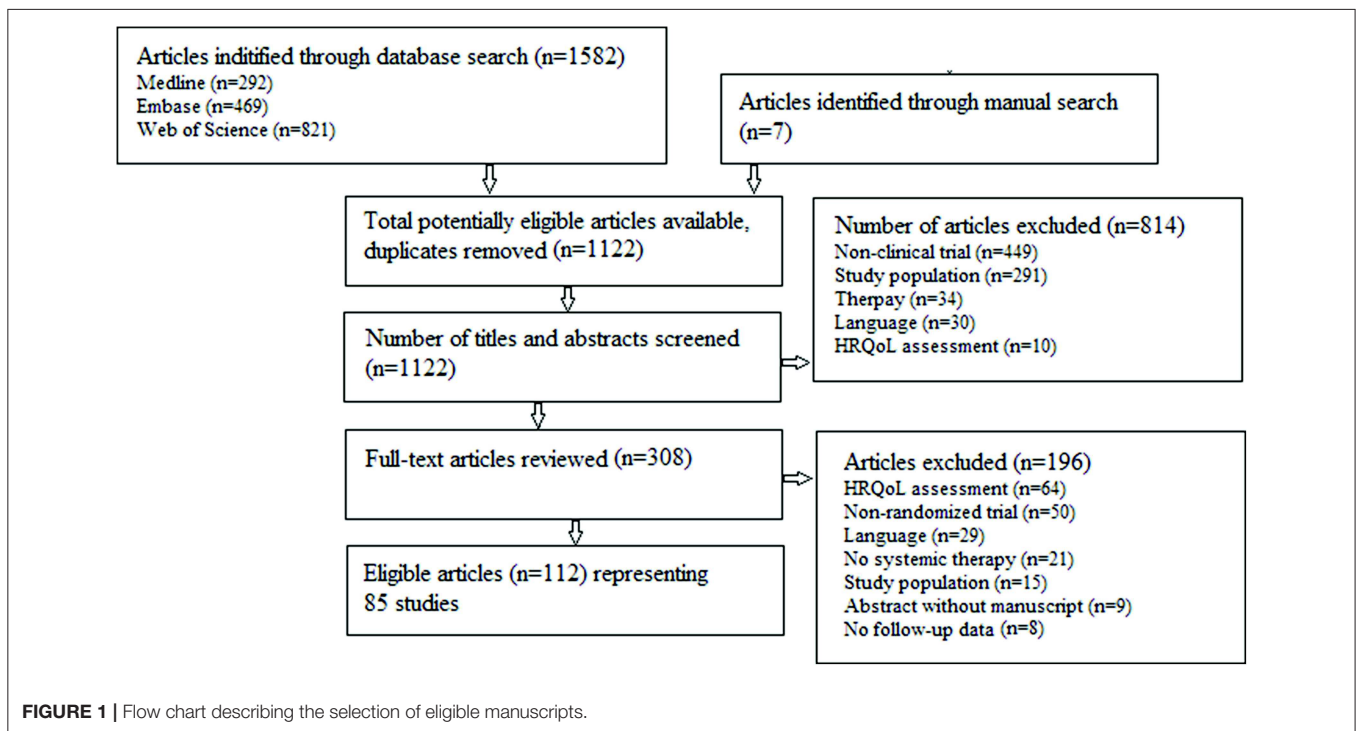 Articles inditified through database search (n=1582)
Medline (n=292)
Embase (n=469)
Web of Science (n=821)
Articles identified through manual search
(n=7)
Total potentially eligible articles available,
duplicates removed (n=1122)
Number of articles excluded (n=814)
Non-clinical trial (n=449)
Study population (n=291)
Therpay (n=34)
Language (n=30)
HRQoL assessment (n=10)
Number of titles and abstracts screened
(n=1122)
Full-text articles reviewed (n=308)
Articles excluded (n=196)
HRQoL assessment (n=64)
Non-randomized trial (n=50)
Language (n=29)
No systemic therapy (n=21)
Study population (n=15)
Abstract without manuscript (n=9)
No follow-up data (n=8)
Eligible articles (n=112) representing
85 studies
FIGURE 1 | Flow chart describing the selection of eligible manuscripts.